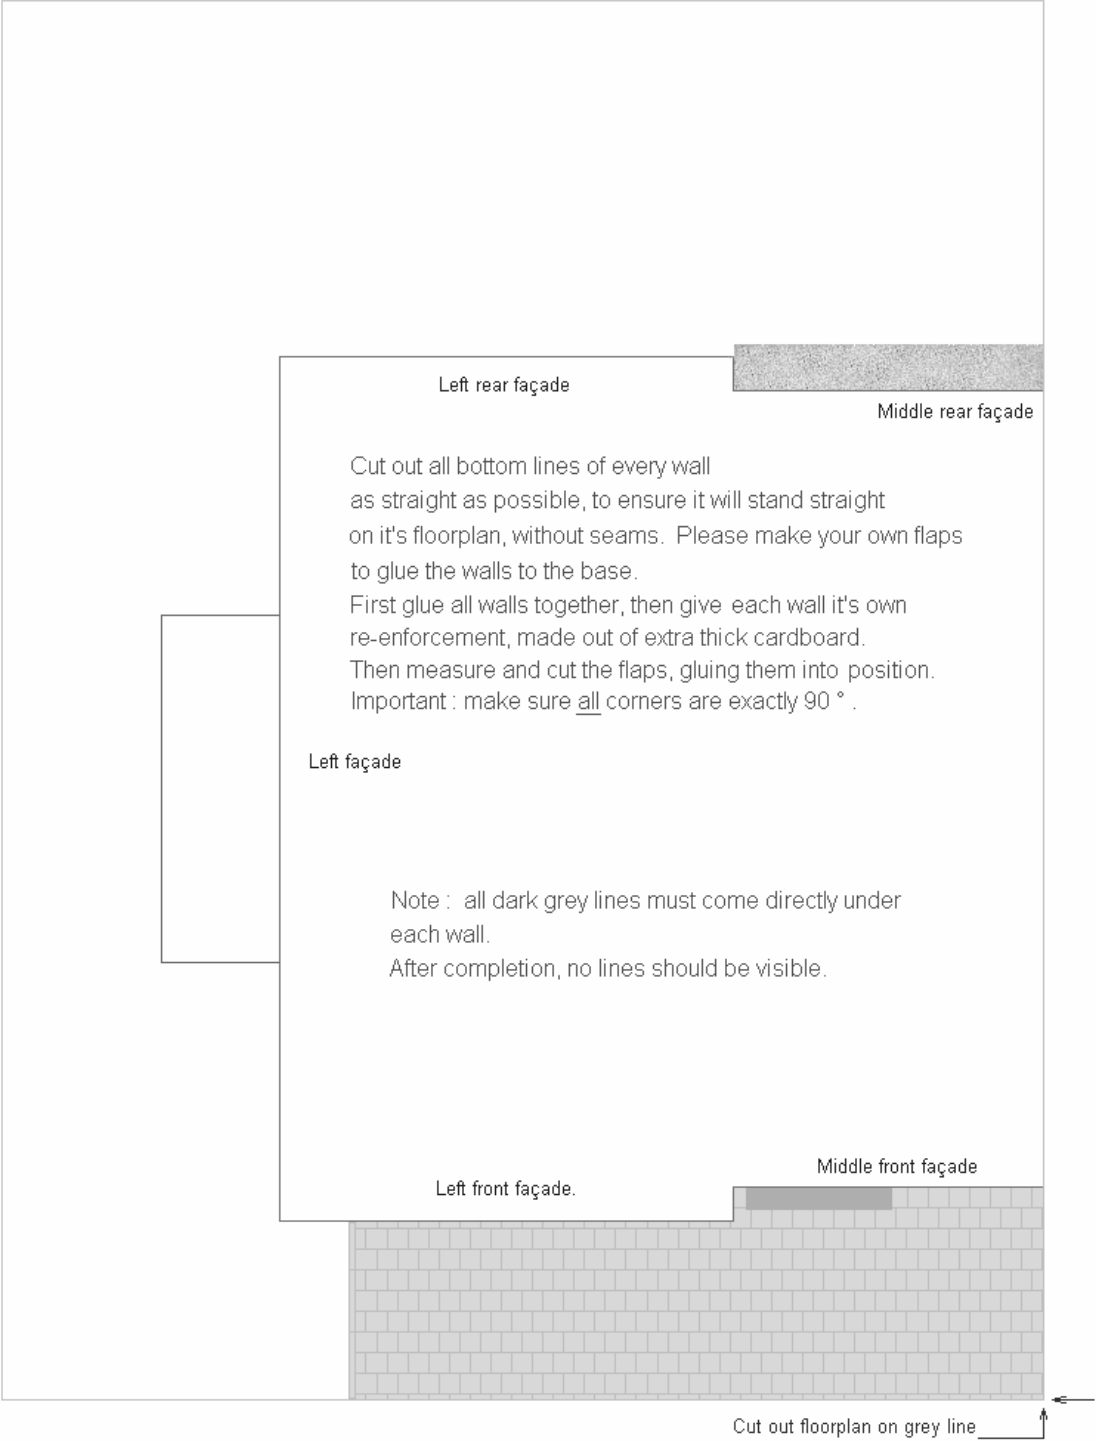 Left rear façade
Middle rear façade
Cut out all bottom lines of every wall
as straight as possible, to ensure it will stand straight
on it's floorplan, without seams. Please make your own flaps
to glue the walls to the base.
First glue all walls together, then give each wall it's own
re-enforcement, made out of extra thick cardboard.
Then measure and cut the flaps, gluing them into position.
Important : make sure all corners are exactly 90 ° .
Left façade
Note : all dark grey lines must come directly under
each wall.
After completion, no lines should be visible.
Middle front façade
Left front façade.
Cut out floorplan on grey line